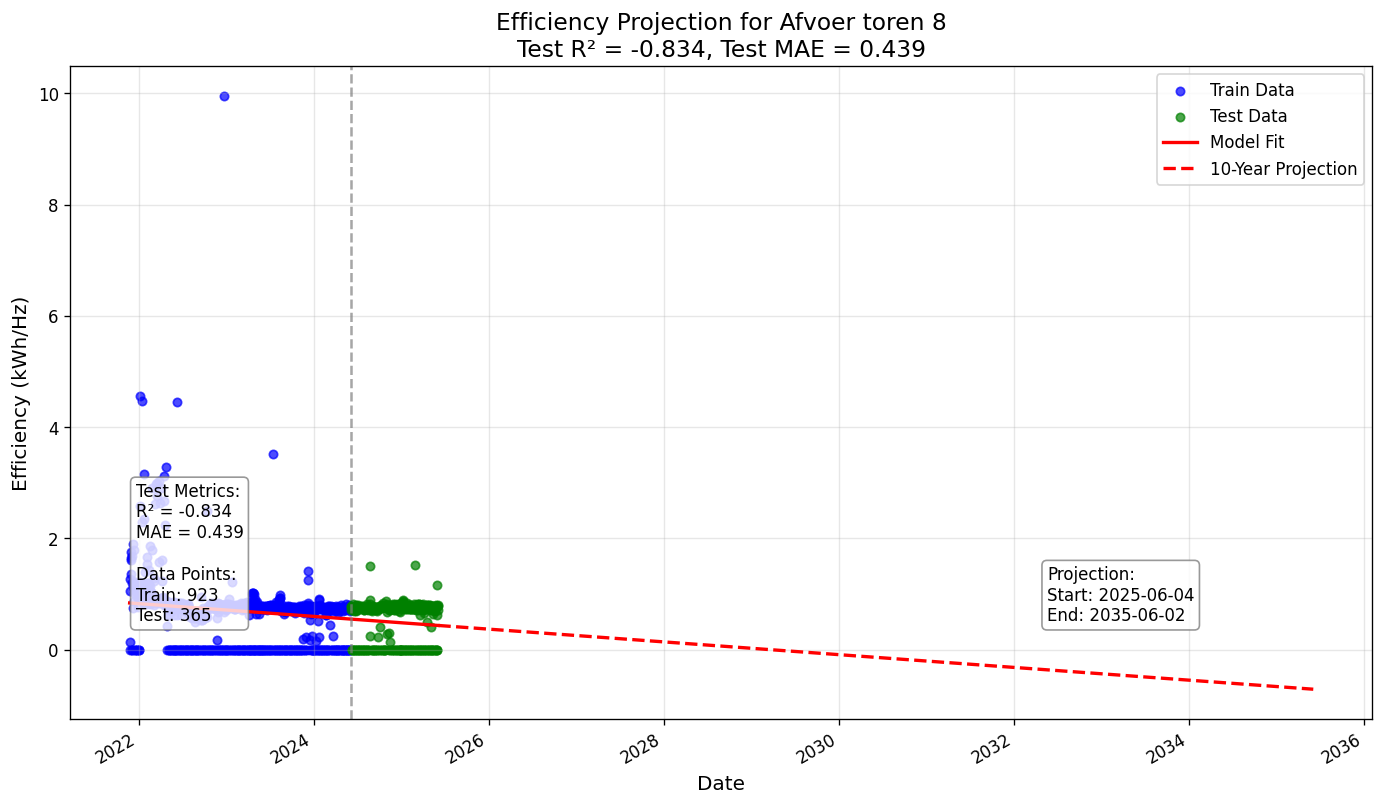 Efficiency Projection for Afvoer toren 8
Test R² = -0.834, Test MAE = 0.439
Efficiency (kWh/Hz)
10
8
6
4
2
0
Train Data
Test Data
Model Fit
10-Year Projection
Test Metrics:
R² = -0.834
MAE = 0.439
Data Points:
Train: 923
Test: 365
Projection:
Start: 2025-06-04
End: 2035-06-02
2022
2024
2026
2028
2030
2032
2034
2036
Date